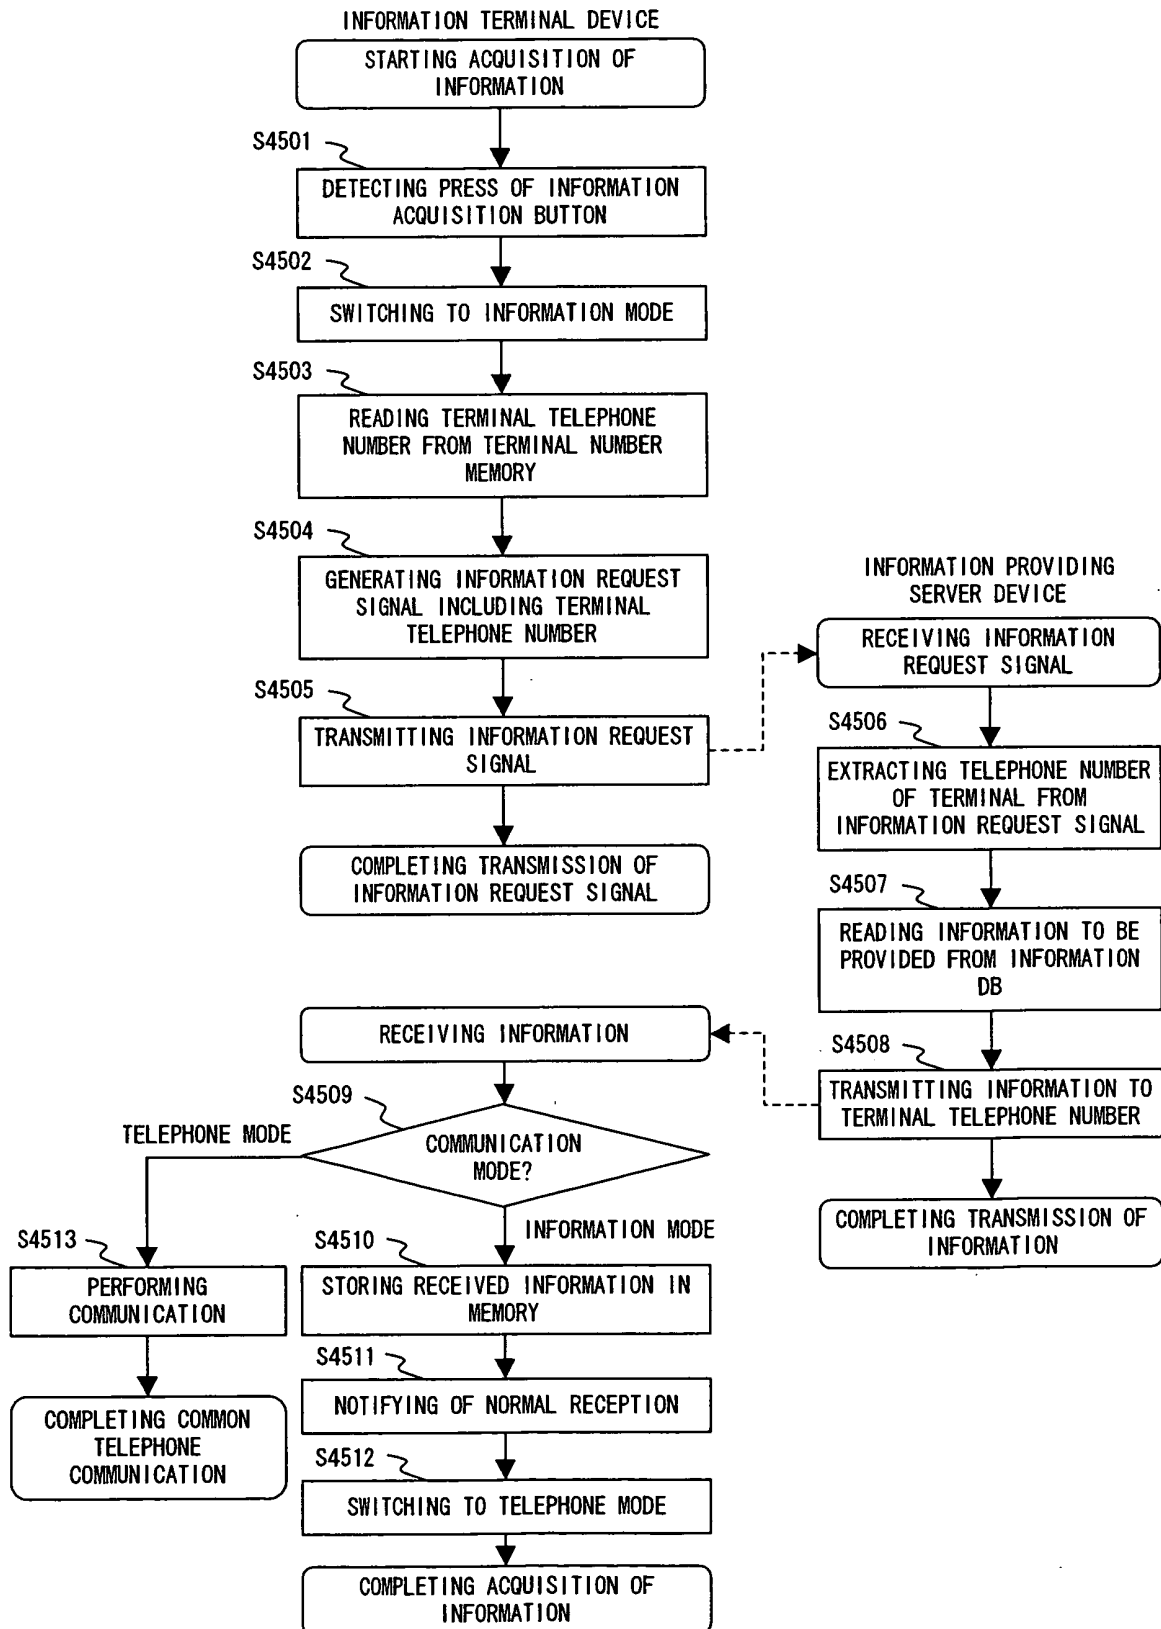 INFORMATION TERMINAL DEVICE
STARTING ACQUISITION OF
INFORMATION
S4501
DETECTING PRESS OF INFORMATION
ACQUISITION BUTTON
S4502
SWITCHING TO INFORMATION MODE
S4503
READING TERMINAL TELEPHONE
NUMBER FROM TERMINAL NUMBER
MEMORY
S4504
GENERATING INFORMATION REQUEST
SIGNAL INCLUDING TERMINAL
TELEPHONE NUMBER
S4505
TRANSMITTING INFORMATION REQUEST
SIGNAL
COMPLETING TRANSMISSION OF
INFORMATION REQUEST SIGNAL
INFORMATION PROVIDING
SERVER DEVICE
RECEIVING INFORMATION
REQUEST SIGNAL
S4506
EXTRACTING TELEPHONE NUMBER
OF TERMINAL FROM
INFORMATION REQUEST SIGNAL
S4507
READING INFORMATION TO BE
PROVIDED FROM INFORMATION
DB
S4508
TRANSMITTING INFORMATION TO
TERMINAL TELEPHONE NUMBER
COMPLETING TRANSMISSION OF
INFORMATION
RECEIVING INFORMATION
S4509
COMMUNICATION
MODE?
TELEPHONE MODE
S4513
PERFORMING
COMMUNICATION
COMPLETING COMMON
TELEPHONE
COMMUNICATION
INFORMATION MODE
S4510
STORING RECEIVED INFORMATION IN
MEMORY
S4511
NOTIFYING OF NORMAL RECEPTION
S4512
SWITCHING TO TELEPHONE MODE
COMPLETING ACQUISITION OF
INFORMATION